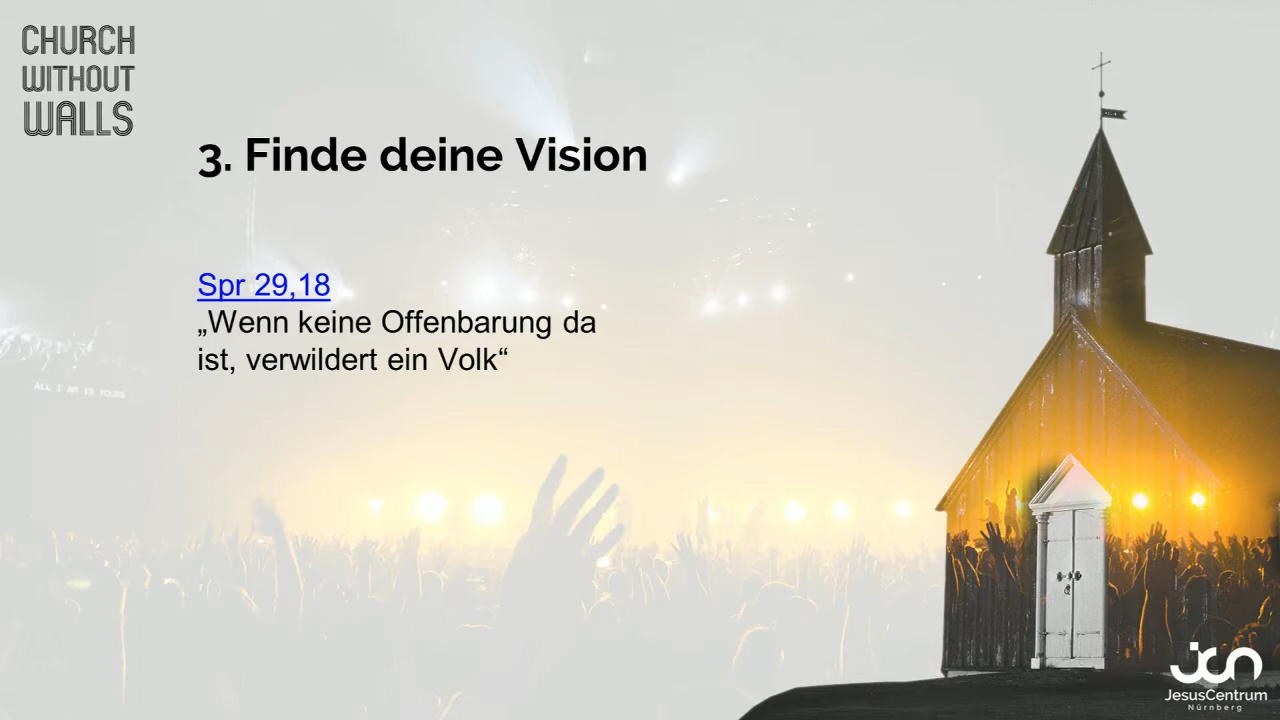 CHURCH
WITHOUT
WALLS
3. Finde deine Vision
Spr 29,18
„Wenn keine Offenbarung da
ist, verwildert ein Volk“
ALL I AM IS YOURS
jcn
JesusCentrum
Nürnberg